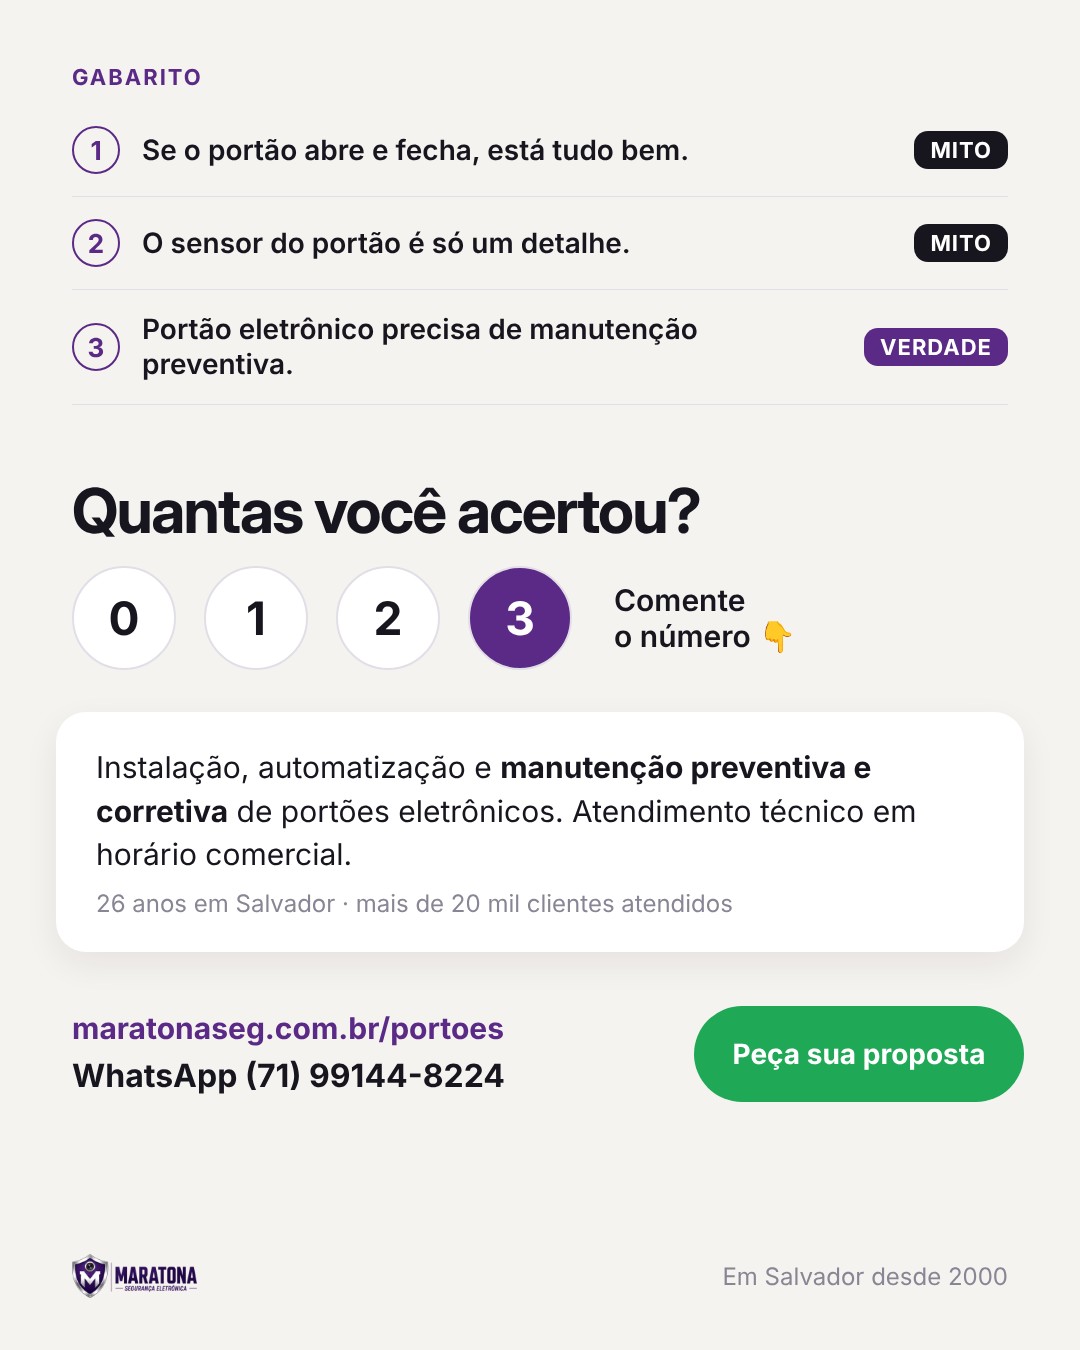 GABARITO
1 Se o portão abre e fecha, está tudo bem. MITO
2 O sensor do portão é só um detalhe. MITO
3 Portão eletrônico precisa de manutenção
preventiva. VERDADE
Quantas você acertou?
0 1 2 3 Comente
o número 👇
Instalação, automatização e manutenção preventiva e
corretiva de portões eletrônicos. Atendimento técnico em
horário comercial.
26 anos em Salvador · mais de 20 mil clientes atendidos
maratonaseg.com.br/portoes
WhatsApp (71) 99144-8224
Peça sua proposta
M MARATONA
SEGURANÇA ELETRÔNICA
Em Salvador desde 2000